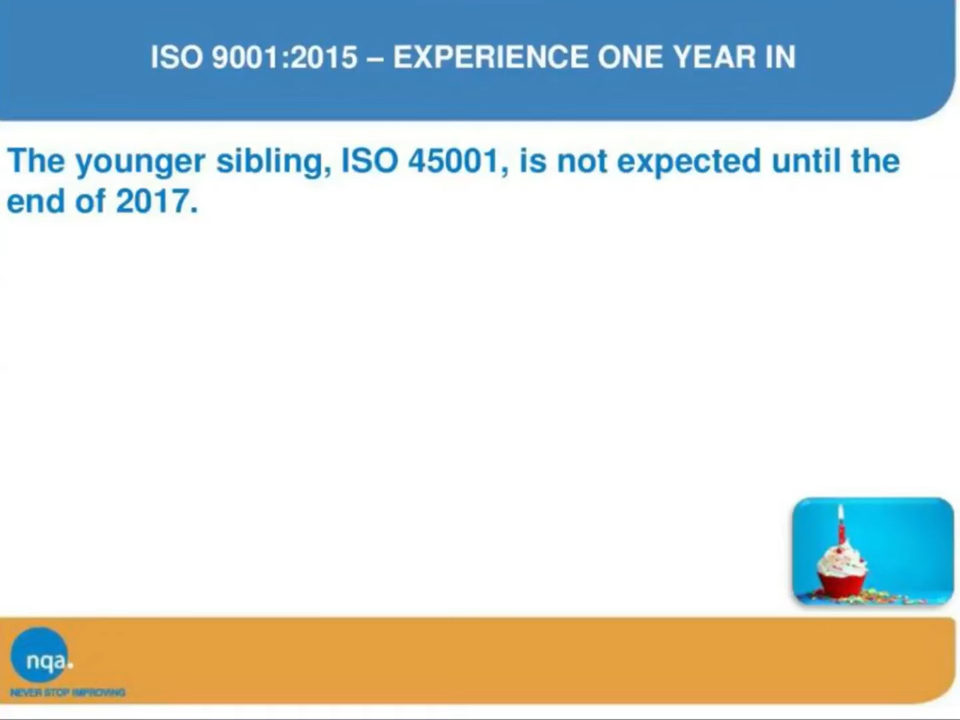 ISO 9001:2015 – EXPERIENCE ONE YEAR IN
The younger sibling, ISO 45001, is not expected until the
end of 2017.
nqa.
NEVER STOP IMPROVING